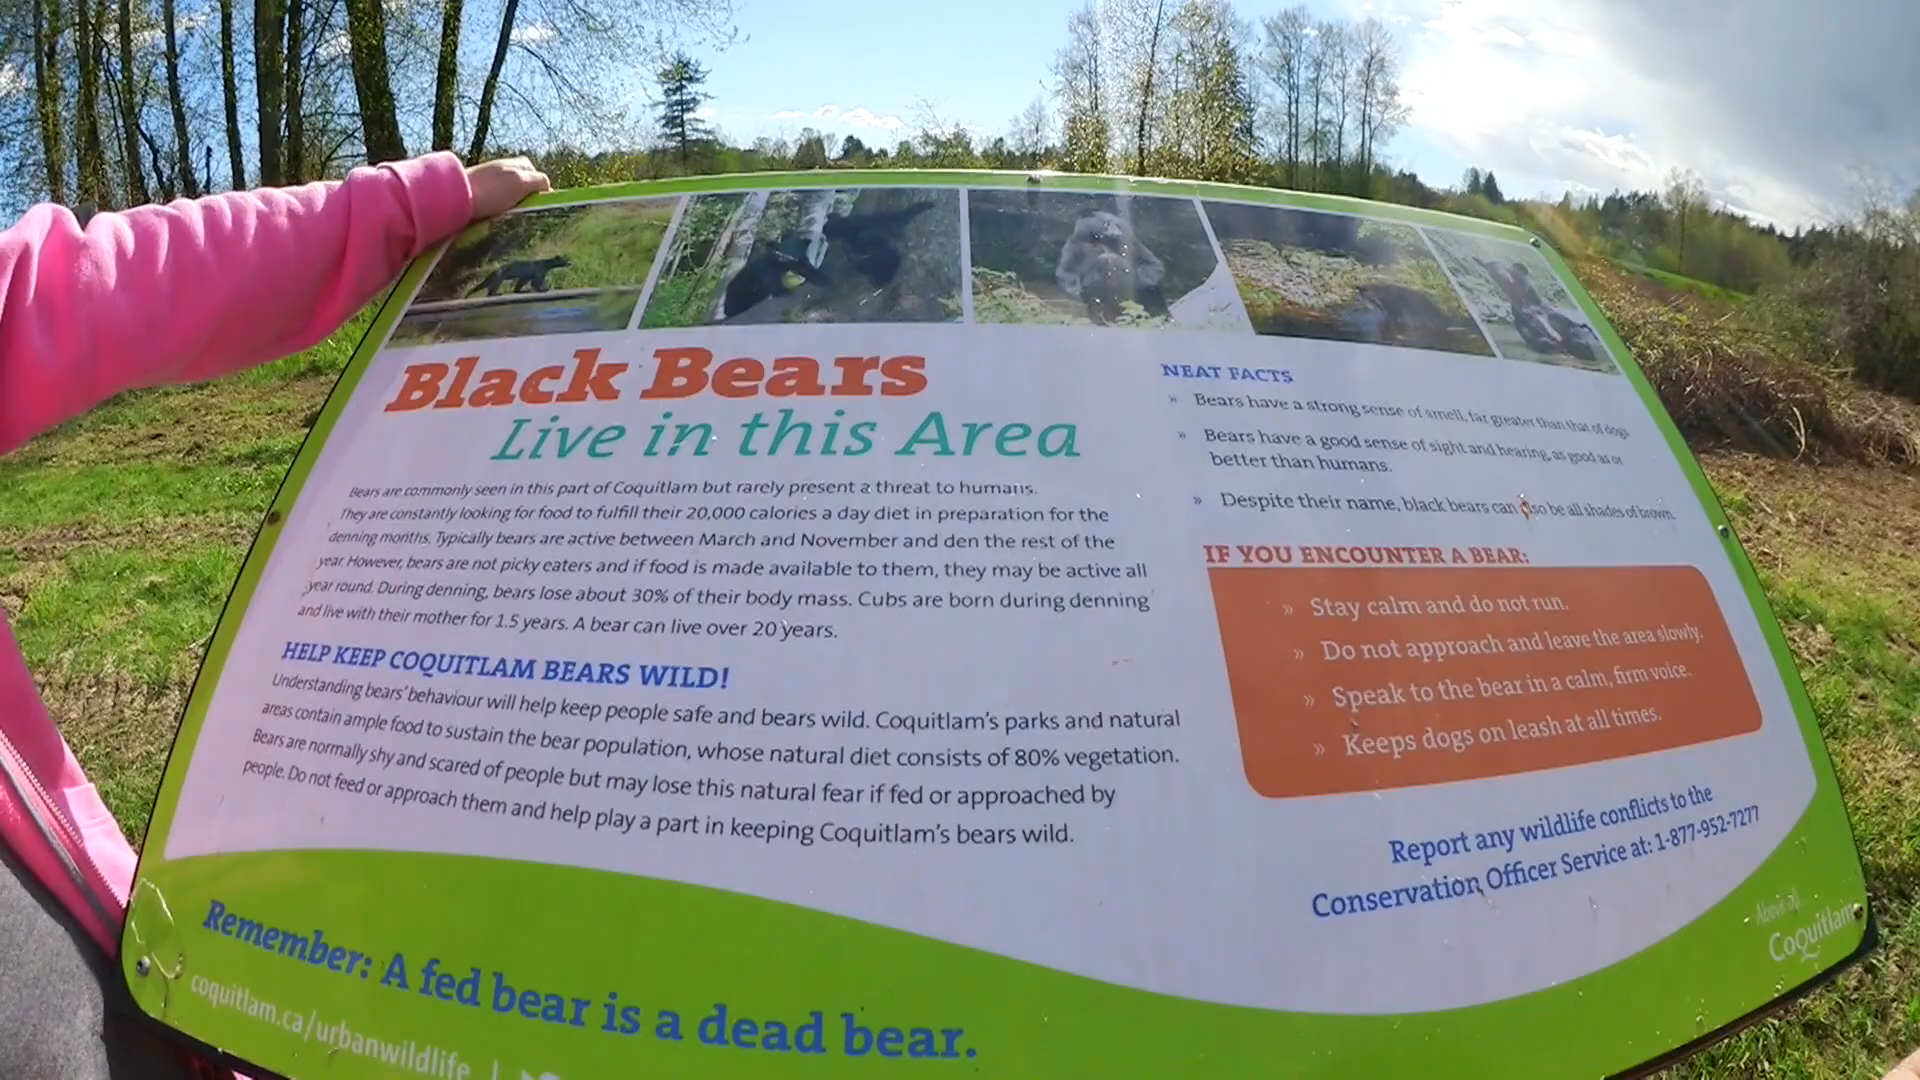 Black Bears
Live in this Area
Bears are commonly seen in this part of Coquitlam but rarely present a threat to humans.
They are constantly looking for food to fulfill their 20,000 calories a day diet in preparation for the
denning months. Typically bears are active between March and November and den the rest of the
year. However, bears are not picky eaters and if food is made available to them, they may be active all
year round. During denning, bears lose about 30% of their body mass. Cubs are born during denning
and live with their mother for 1.5 years. A bear can live over 20 years.
HELP KEEP COQUITLAM BEARS WILD!
Understanding bears' behaviour will help keep people safe and bears wild. Coquitlam's parks and natural
areas contain ample food to sustain the bear population, whose natural diet consists of 80% vegetation.
Bears are normally shy and scared of people but may lose this natural fear if fed or approached by
people. Do not feed or approach them and help play a part in keeping Coquitlam's bears wild.
NEAT FACTS
» Bears have a strong sense of smell, far greater than that of dogs
» Bears have a good sense of sight and hearing, as good as or
better than humans.
» Despite their name, black bears can also be all shades of brown.
IF YOU ENCOUNTER A BEAR:
» Stay calm and do not run.
» Do not approach and leave the area slowly.
» Speak to the bear in a calm, firm voice.
» Keeps dogs on leash at all times.
Report any wildlife conflicts to the
Conservation Officer Service at: 1-877-952-7277
Remember: A fed bear is a dead bear.
coquitlam.ca/urbanwildlife |
Coquitlam